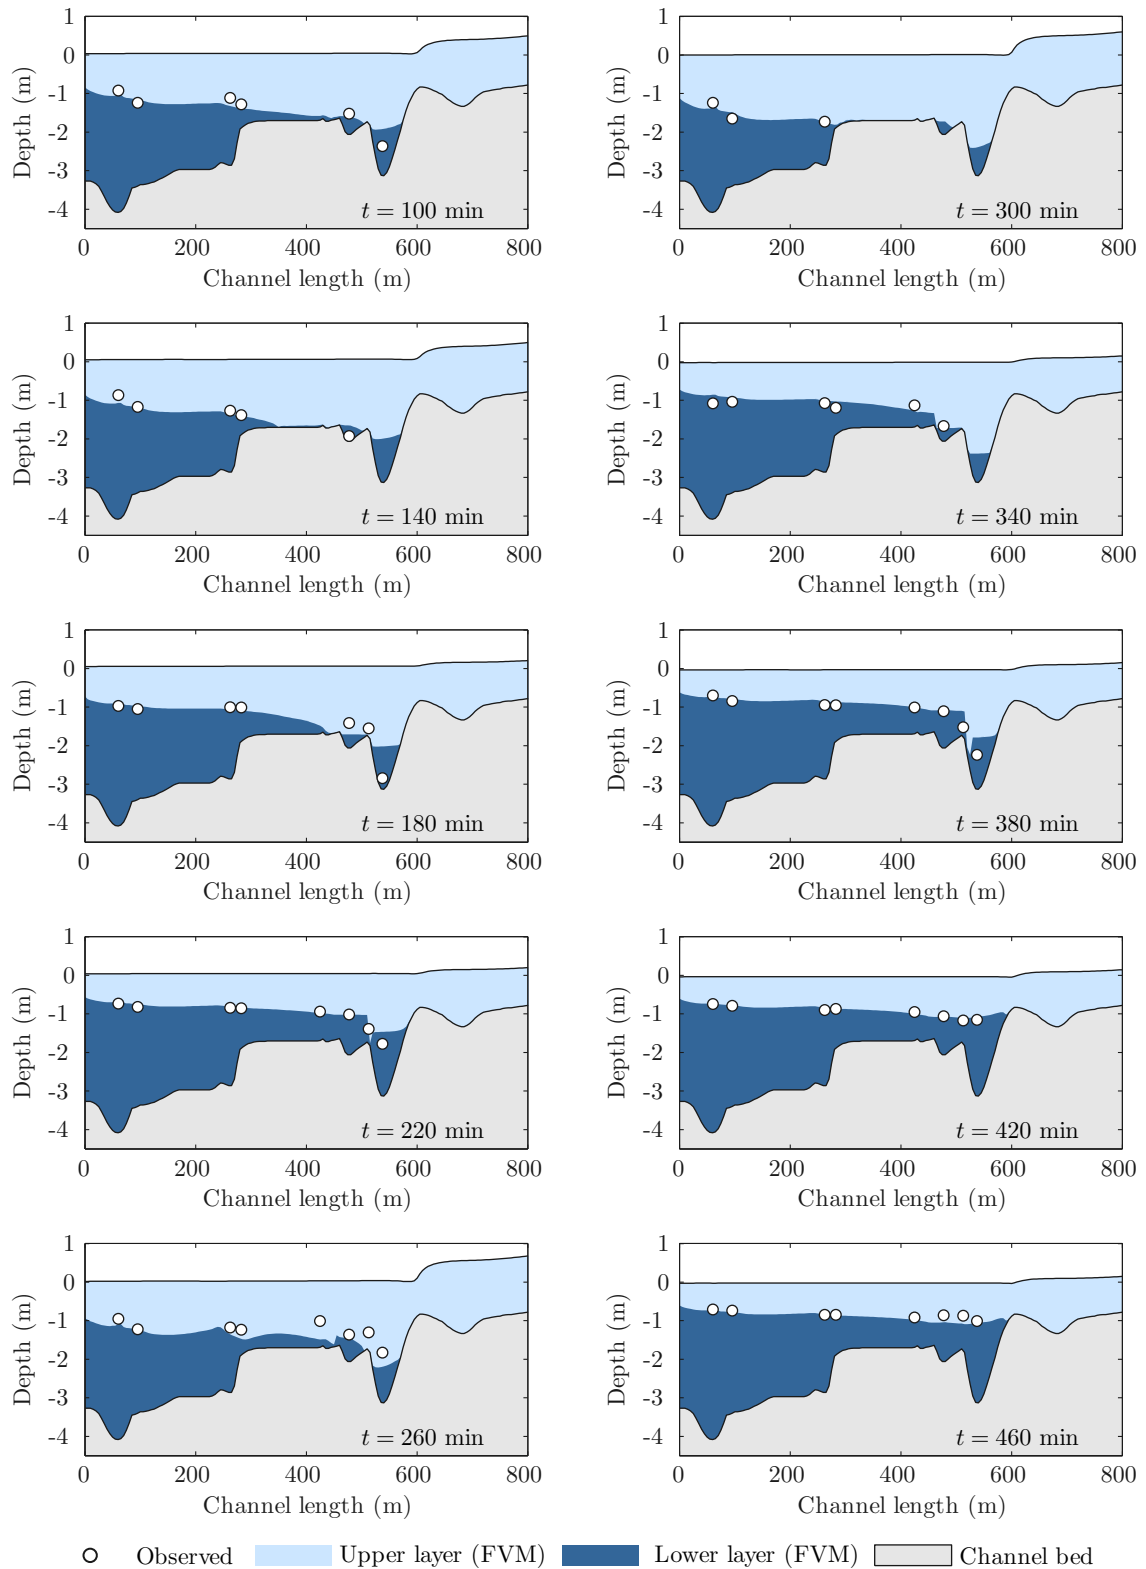 1
0
-1
-2
-3
-4
Depth (m)
t = 100 min
0 200 400 600 800
Channel length (m)
1
0
-1
-2
-3
-4
Depth (m)
t = 300 min
0 200 400 600 800
Channel length (m)
1
0
-1
-2
-3
-4
Depth (m)
t = 140 min
0 200 400 600 800
Channel length (m)
1
0
-1
-2
-3
-4
Depth (m)
t = 340 min
0 200 400 600 800
Channel length (m)
1
0
-1
-2
-3
-4
Depth (m)
t = 180 min
0 200 400 600 800
Channel length (m)
1
0
-1
-2
-3
-4
Depth (m)
t = 380 min
0 200 400 600 800
Channel length (m)
1
0
-1
-2
-3
-4
Depth (m)
t = 220 min
0 200 400 600 800
Channel length (m)
1
0
-1
-2
-3
-4
Depth (m)
t = 420 min
0 200 400 600 800
Channel length (m)
1
0
-1
-2
-3
-4
Depth (m)
t = 260 min
0 200 400 600 800
Channel length (m)
1
0
-1
-2
-3
-4
Depth (m)
t = 460 min
0 200 400 600 800
Channel length (m)
Observed Upper layer (FVM) Lower layer (FVM) Channel bed